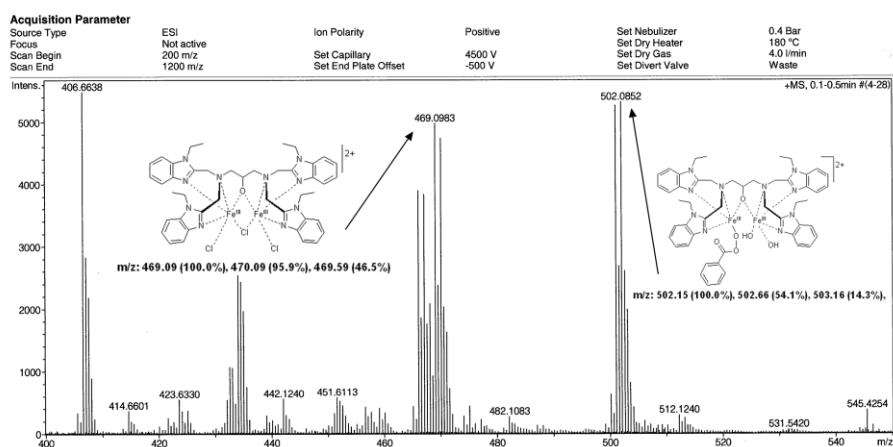 Acquisition Parameter
Source Type ESI Ion Polarity Positive Set Nebulizer 0.4 Bar
Focus Not active Set Dry Heater 180 °C
Scan Begin 200 m/z Set Capillary 4500 V Set Dry Gas 4.0 l/min
Scan End 1200 m/z Set End Plate Offset -500 V Set Divert Valve Waste
Intens.
+MS, 0.1-0.5min #(4-28)
406.6638
502.0852
5000
469.0983
2+
2+
N
N
N
N
N
N
N
N
4000
N
N
O
N
N
N
N
O
N
N
N
Fe III
Fe III
N
N
Fe III
Fe III
N
Cl
Cl
Cl
O
HO
O
O
OH
3000
m/z: 469.09 (100.0%), 470.09 (95.9%), 469.59 (46.5%)
m/z: 502.15 (100.0%), 502.66 (54.1%), 503.16 (14.3%),
2000
1000
414.6601
423.6330
442.1240
451.6113
482.1083
512.1240
531.5420
545.4254
0
400
420
440
460
480
500
520
540
m/z